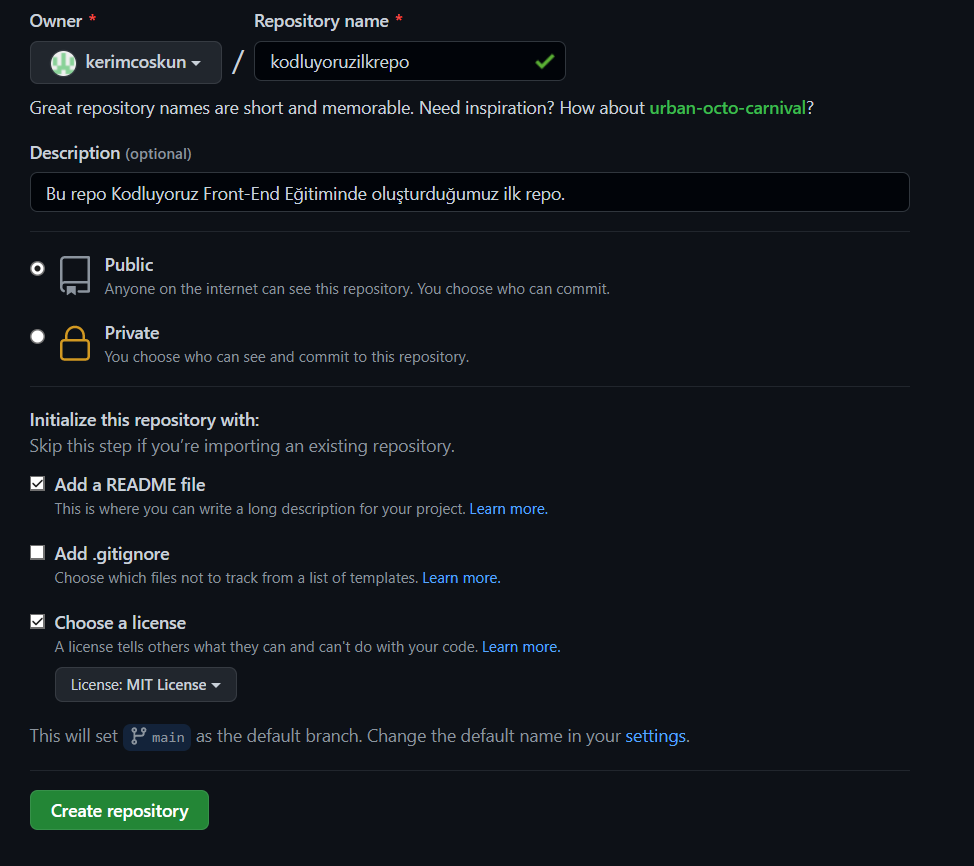 Owner *
Repository name *
kerimcoskun
/
kodluyoruzilkrepo
Great repository names are short and memorable. Need inspiration? How about urban-octo-carnival?
Description (optional)
Bu repo Kodluyoruz Front-End Eğitiminde oluşturduğumuz ilk repo.
Public
Anyone on the internet can see this repository. You choose who can commit.
Private
You choose who can see and commit to this repository.
Initialize this repository with:
Skip this step if you’re importing an existing repository.
Add a README file
This is where you can write a long description for your project. Learn more.
Add .gitignore
Choose which files not to track from a list of templates. Learn more.
Choose a license
A license tells others what they can and can't do with your code. Learn more.
License: MIT License
This will set main as the default branch. Change the default name in your settings.
Create repository